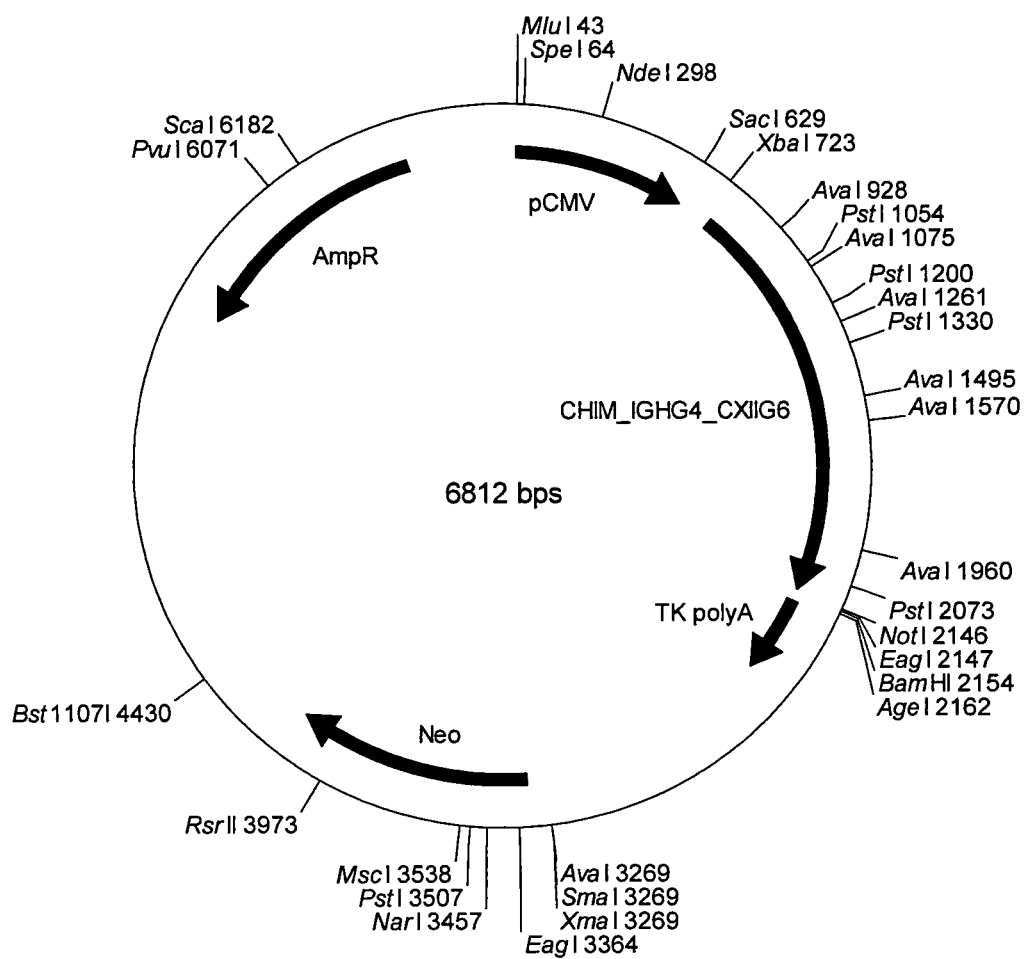 MluI 43
SpeI 64
NdeI 298
SacI 629
XbaI 723
AvaI 928
PstI 1054
AvaI 1075
PstI 1200
AvaI 1261
PstI 1330
AvaI 1495
AvaI 1570
AvaI 1960
PstI 2073
NotI 2146
EagI 2147
BamHI 2154
AgeI 2162
AvaI 3269
SmaI 3269
XmaI 3269
EagI 3364
NarI 3457
PstI 3507
MscI 3538
RsrII 3973
Bst1107I 4430
PvuI 6071
ScaI 6182
pCMV
AmpR
CHIM_IGHG4_CXIIG6
6812 bps
TK polyA
Neo